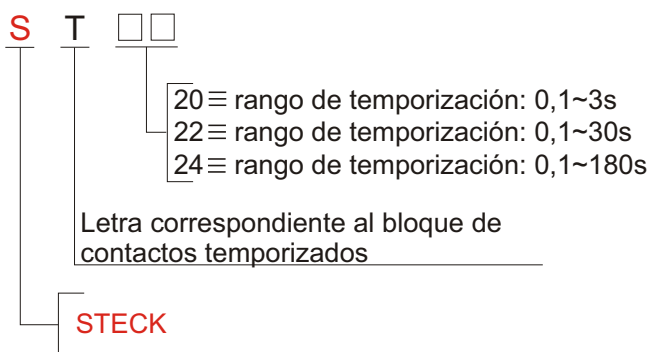 S T □□
20≡ rango de temporización: 0,1~3s
22≡ rango de temporización: 0,1~30s
24≡ rango de temporización: 0,1~180s
Letra correspondiente al bloque de
contactos temporizados
STECK